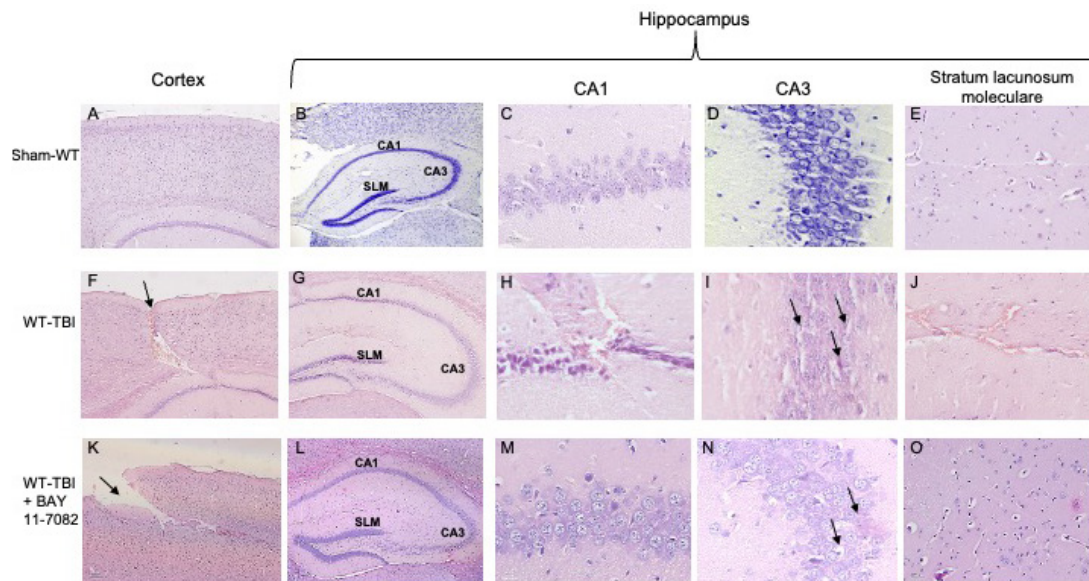 Hippocampus
Cortex
CA1
CA3
Stratum lacunosum
moleculare
Sham-WT
A
B
CA1
CA3
SLM
C
D
E
WT-TBI
F
G
CA1
SLM
CA3
H
I
J
WT-TBI
+ BAY
11-7082
K
L
CA1
SLM
CA3
M
N
O